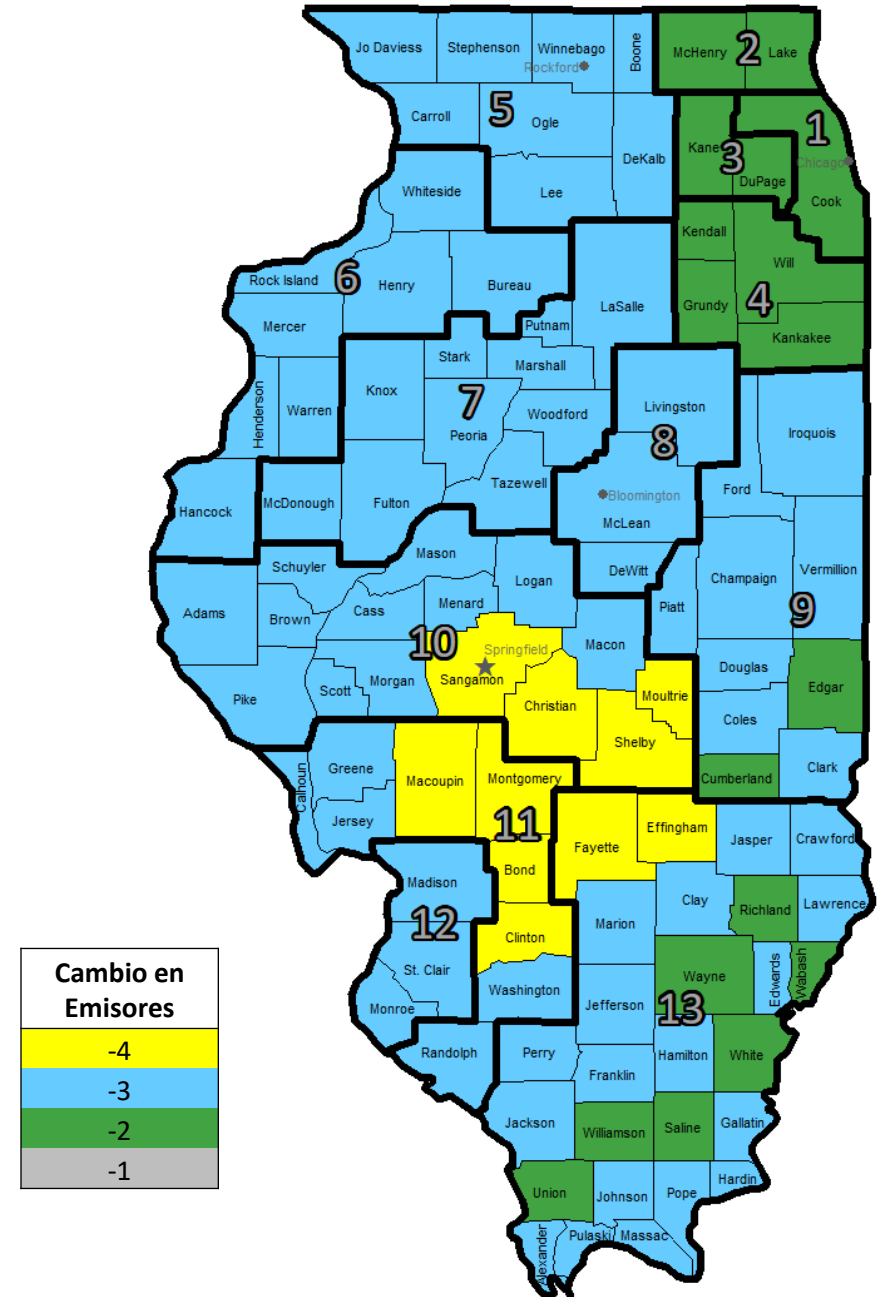 Jo Daviess
Stephenson
Winnebago
Boone
Rockford
McHenry
Lake
2
Carroll
5
Ogle
DeKalb
Lee
Kane
3
DuPage
1
Chicago
Cook
Whiteside
Kendall
Will
Rock Island
6
Henry
Bureau
LaSalle
Grundy
4
Kankakee
Mercer
Putnam
Stark
Marshall
Henderson
Warren
Knox
7
Peoria
Woodford
Livingston
8
Iroquois
Hancock
McDonough
Fulton
Tazewell
Bloomington
McLean
Ford
Schuyler
Mason
Logan
DeWitt
Champaign
Vermillion
Adams
Brown
Cass
Menard
Piatt
9
10
Springfield
Sangamon
Macon
Douglas
Edgar
Pike
Scott
Morgan
Christian
Moultrie
Coles
Shelby
Cumberland
Clark
Calhoun
Greene
Jersey
Macoupin
Montgomery
11
Bond
Fayette
Effingham
Jasper
Crawford
Madison
12
Clinton
Marion
Clay
Richland
Lawrence
St. Clair
Monroe
Washington
Jefferson
Wayne
13
Edwards
Wabash
Randolph
Perry
Franklin
Hamilton
White
Jackson
Williamson
Saline
Gallatin
Union
Johnson
Pope
Hardin
Alexander
Pulaski
Massac
Cambio en
Emisores
-4
-3
-2
-1